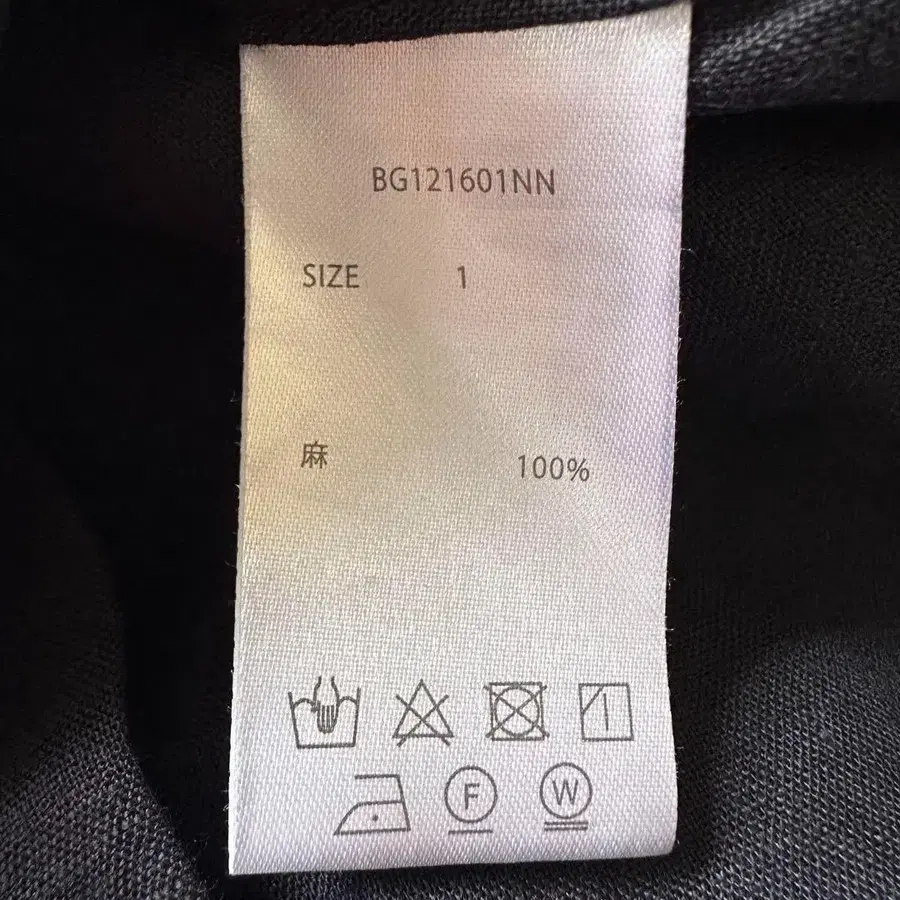 BG121601NN
SIZE 1
麻 100%
F W